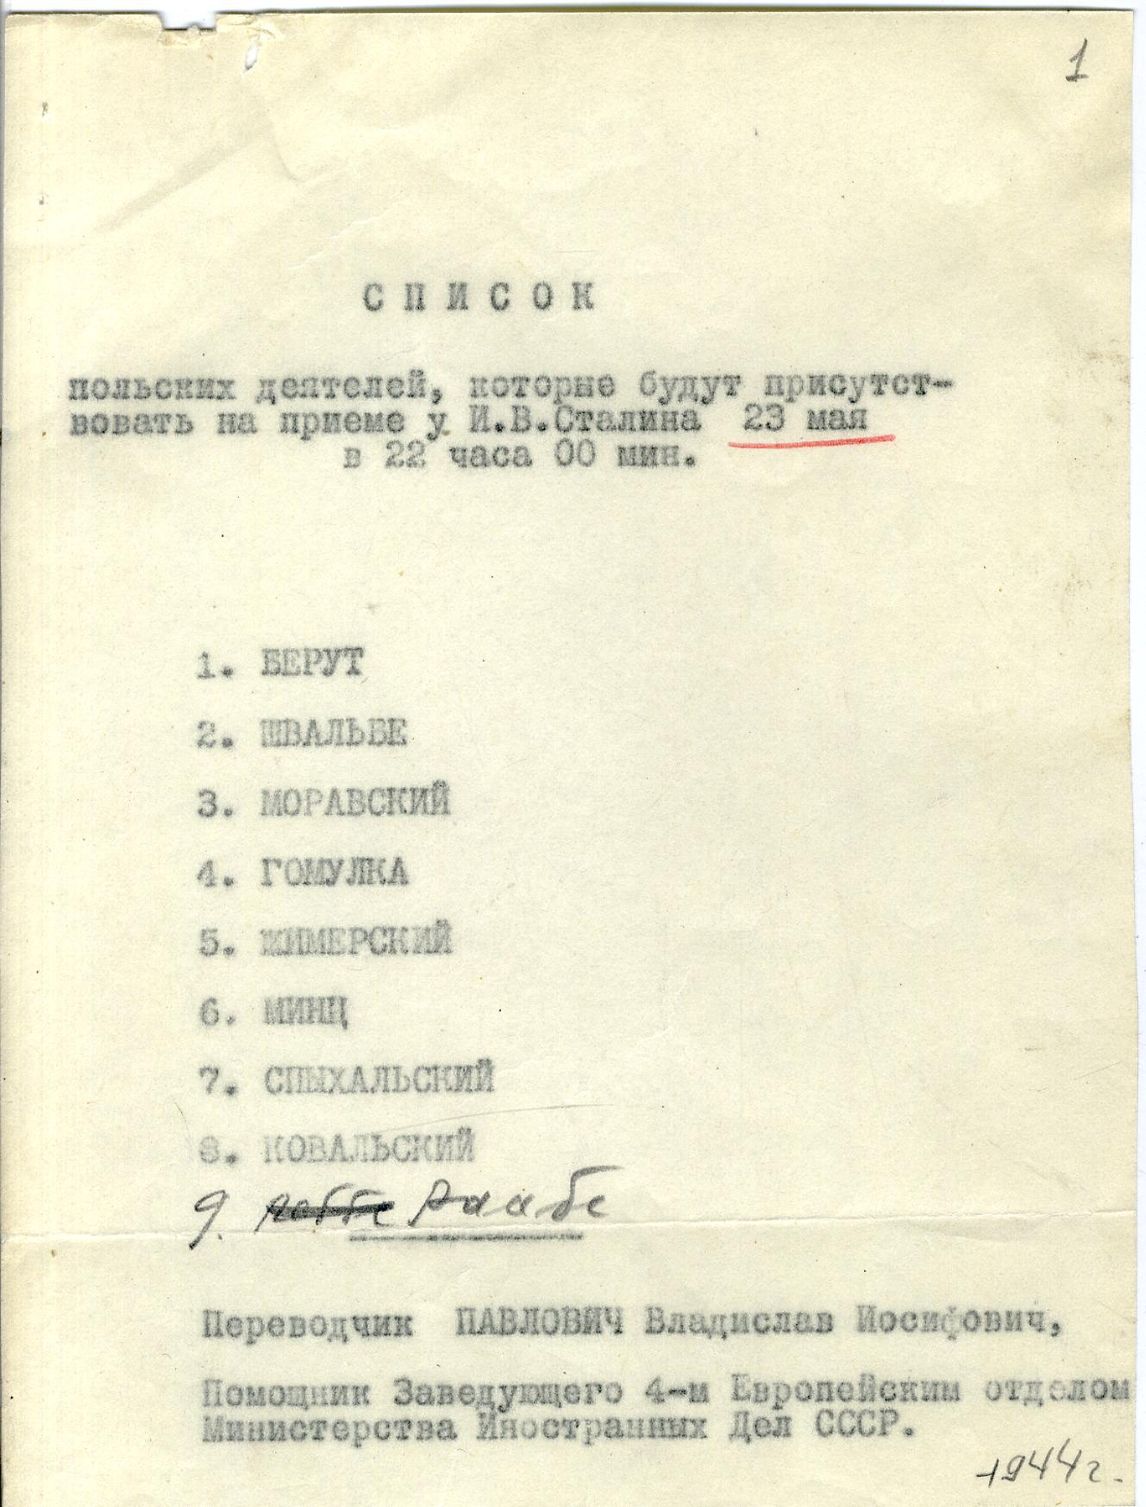 1
СПИСОК
польских деятелей, которые будут присутст-
вовать на приеме у И.В.Сталина 23 мая
в 22 часа 00 мин.
1. БЕРУТ
2. ШВАЛЬБЕ
3. МОРАВСКИЙ
4. ГОМУЛКА
5. ЖИМЕРСКИЙ
6. МИНЦ
7. СПЫХАЛЬСКИЙ
8. КОВАЛЬСКИЙ
9. Раабе
Переводчик ПАВЛОВИЧ Владислав Иосифович,
Помощник Заведующего 4-м Европейским отделом
Министерства Иностранных Дел СССР.
1944г.